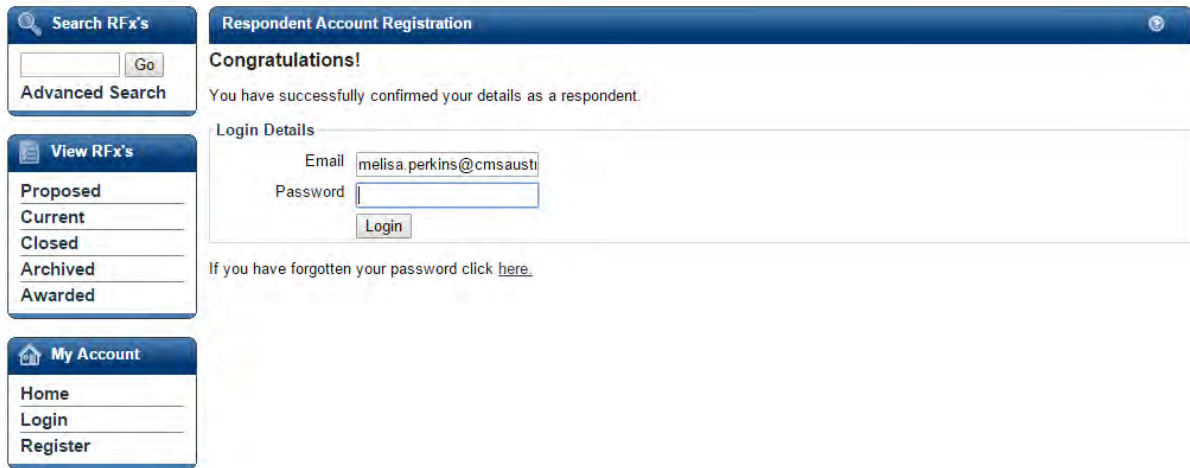 Search RFx's
Go
Advanced Search
View RFx's
Proposed
Current
Closed
Archived
Awarded
My Account
Home
Login
Register
Respondent Account Registration
Congratulations!
You have successfully confirmed your details as a respondent.
Login Details
Email melisa.perkins@cmsaustr
Password
Login
If you have forgotten your password click here.